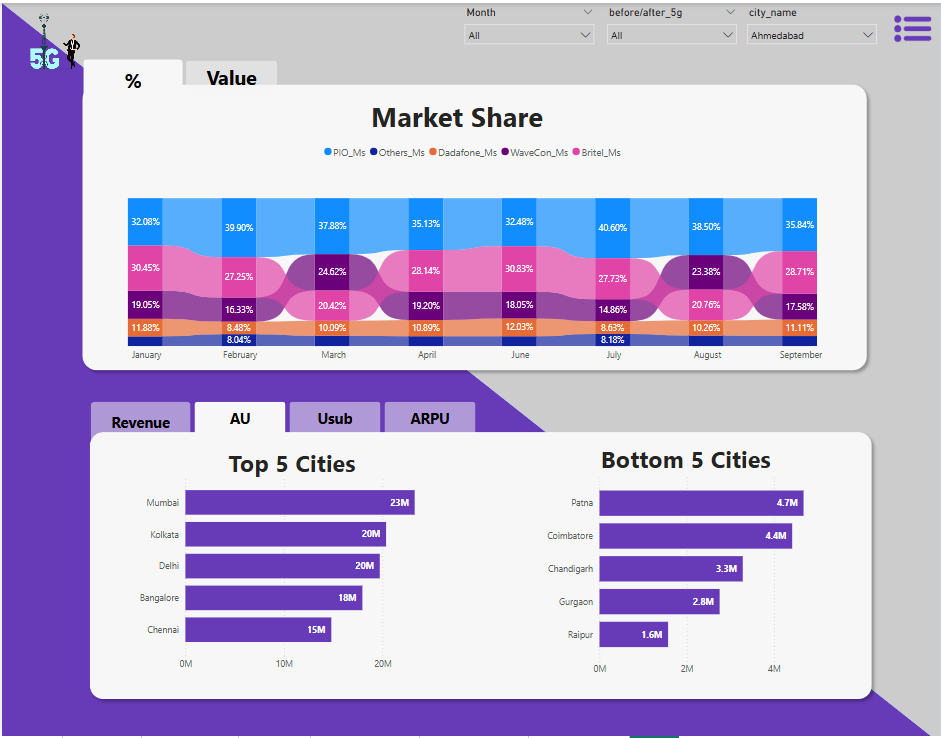 Month before/after_5g city_name
All All Ahmedabad
5G
% Value
Market Share
PIO_Ms Others_Ms Dadafone_Ms WaveCon_Ms Britel_Ms
32.08% 39.90% 37.88% 35.13% 32.48% 40.60% 38.50% 35.84%
30.45% 27.25% 24.62% 28.14% 30.83% 27.73% 23.38% 28.71%
19.05% 16.33% 20.42% 19.20% 18.05% 14.86% 20.76% 17.58%
11.88% 8.48% 10.09% 10.89% 12.03% 8.63% 10.26% 11.11%
8.04% 8.18%
January February March April June July August September
Revenue AU Usub ARPU
Top 5 Cities
Mumbai 23M
Kolkata 20M
Delhi 20M
Bangalore 18M
Chennai 15M
0M 10M 20M
Bottom 5 Cities
Patna 4.7M
Coimbatore 4.4M
Chandigarh 3.3M
Gurgaon 2.8M
Raipur 1.6M
0M 2M 4M